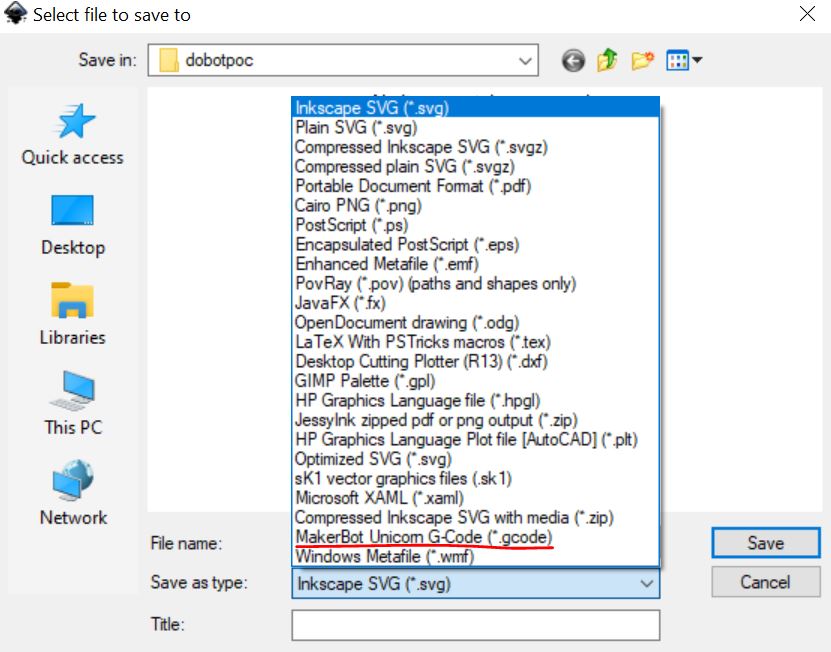 Select file to save to
Save in:
dobotpoc
Quick access
Desktop
Libraries
This PC
Network
Inkscape SVG (*.svg)
Plain SVG (*.svg)
Compressed Inkscape SVG (*.svgz)
Compressed plain SVG (*.svgz)
Portable Document Format (*.pdf)
Cairo PNG (*.png)
PostScript (*.ps)
Encapsulated PostScript (*.eps)
Enhanced Metafile (*.emf)
PovRay (*.pov) (paths and shapes only)
JavaFX (*.fx)
OpenDocument drawing (*.odg)
LaTeX With PSTricks macros (*.tex)
Desktop Cutting Plotter (R13) (*.dxf)
GIMP Palette (*.gpl)
HP Graphics Language file (*.hpgl)
JessyInk zipped pdf or png output (*.zip)
HP Graphics Language Plot file [AutoCAD] (*.plt)
Optimized SVG (*.svg)
sK1 vector graphics files (.sk1)
Microsoft XAML (*.xaml)
Compressed Inkscape SVG with media (*.zip)
MakerBot Unicorn G-Code (*.gcode)
Windows Metafile (*.wmf)
File name:
Save
Save as type:
Inkscape SVG (*.svg)
Cancel
Title: